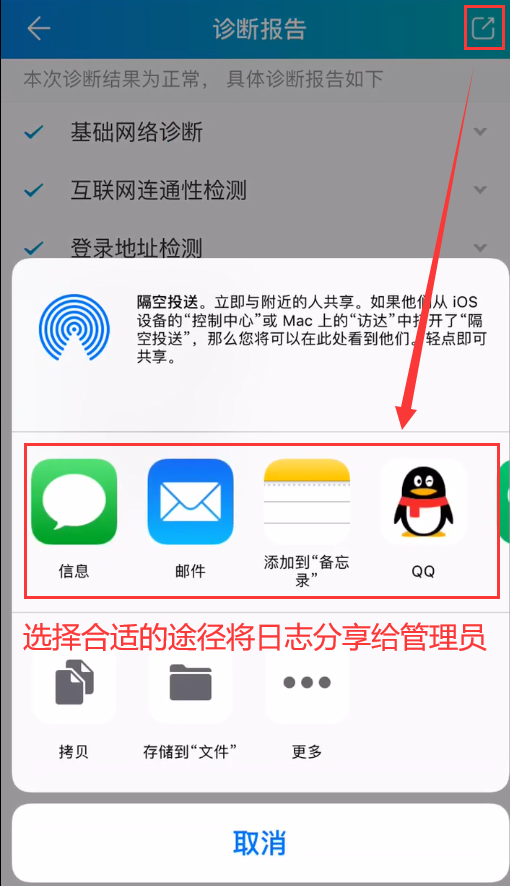 诊断报告
本次诊断结果为正常， 具体诊断报告如下
基础网络诊断
互联网连通性检测
登录地址检测
隔空投送。立即与附近的人共享。如果他们从 iOS
设备的“控制中心”或 Mac 上的“访达”中打开了“隔
空投送”，那么您将可以在此处看到他们。轻点即可
共享。
信息
邮件
添加到“备忘
录”
QQ
选择合适的途径将日志分享给管理员
拷贝
存储到“文件”
更多
取消